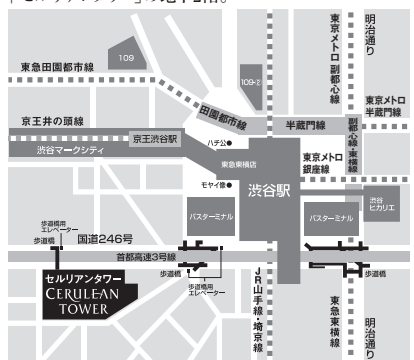 「セルリアンタワー」の地下2階。
109
東急田園都市線
109-②
東京メトロ 副都心線
明治通り
田園都市線
半蔵門線
東京メトロ
半蔵門線
京王井の頭線
京王渋谷駅
渋谷マークシティ
ハチ公
東急東横店
副都心線・東横線
東京メトロ
銀座線
モヤイ像
渋谷駅
渋谷
ヒカリエ
バスターミナル
バスターミナル
歩道橋用
エレベーター
歩道橋
国道246号
首都高速3号線
歩道橋
歩道橋用
エレベーター
歩道橋
セルリアンタワー
CERULEAN
TOWER
JR山手線・埼京線
東急東横線
明治通り